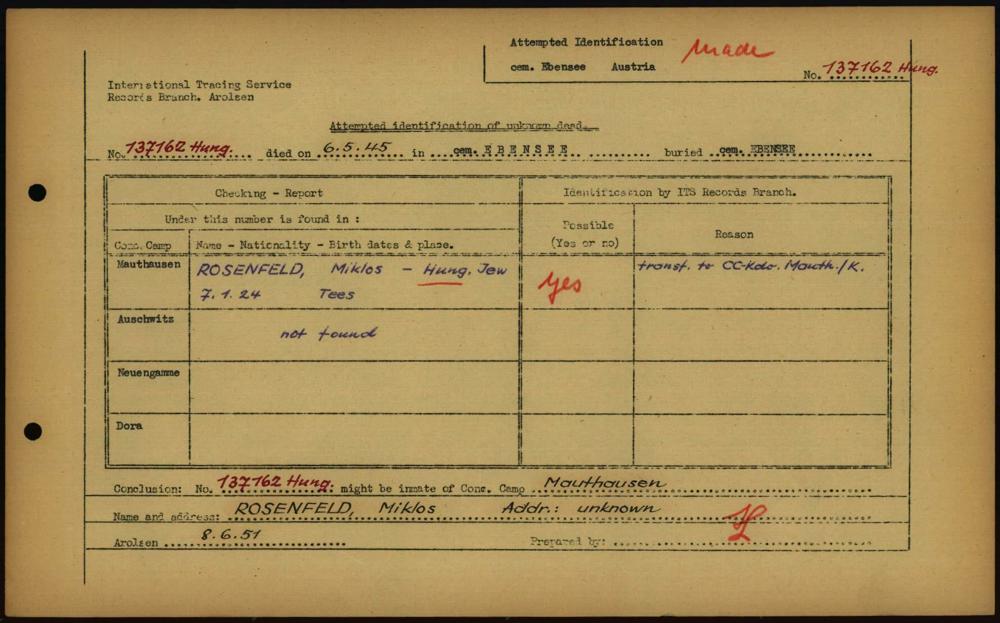 Attempted Identification
made
cem. Ebensee Austria
No. 137162 Hung.
International Tracing Service
Records Branch. Arolsen
Attempted identification of unknown dead.
No. 137162 Hung. died on 6.5.45 in cem. EBENSEE buried cem. EBENSEE
Checking - Report
Identification by ITS Records Branch.
Under this number is found in :
Possible
(Yes or no)
Reason
Conc. Camp
Name - Nationality - Birth dates & place.
Mauthausen
ROSENFELD, Miklos - Hung. Jew
7.1.24 Tees
yes
transf. to CC-Kdo. Mauth./K.
Auschwitz
not found
Neuengamme
Dora
Conclusion: No. 137162 Hung. might be inmate of Conc. Camp Mauthausen
Name and address: ROSENFELD, Miklos Addr.: unknown
Arolsen 8.6.51
Prepared by: